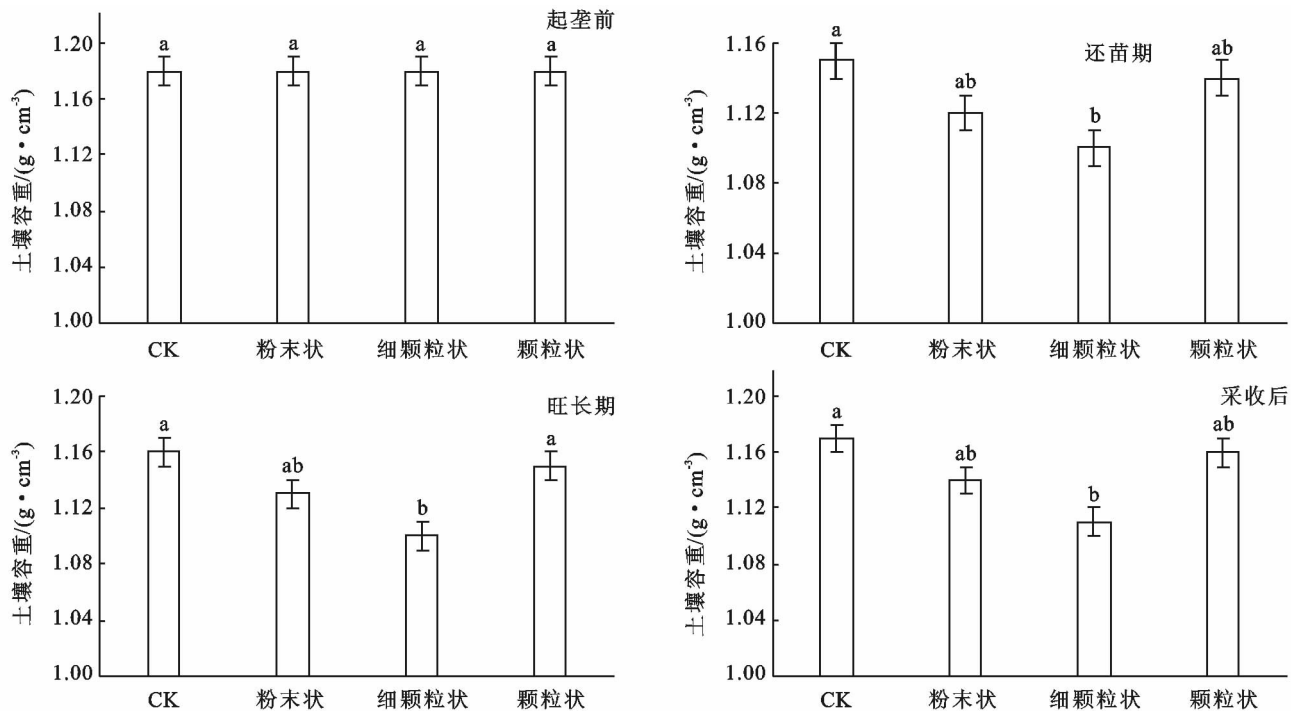 起垄前
土壤容重/(g·cm⁻³)
1.20
1.16
1.12
1.08
1.04
1.00
a a a a
CK 粉末状 细颗粒状 颗粒状
还苗期
土壤容重/(g·cm⁻³)
1.16
1.12
1.08
1.04
1.00
a ab b ab
CK 粉末状 细颗粒状 颗粒状
旺长期
土壤容重/(g·cm⁻³)
1.20
1.16
1.12
1.08
1.04
1.00
a ab b a
CK 粉末状 细颗粒状 颗粒状
采收后
土壤容重/(g·cm⁻³)
1.20
1.16
1.12
1.08
1.04
1.00
a ab b ab
CK 粉末状 细颗粒状 颗粒状